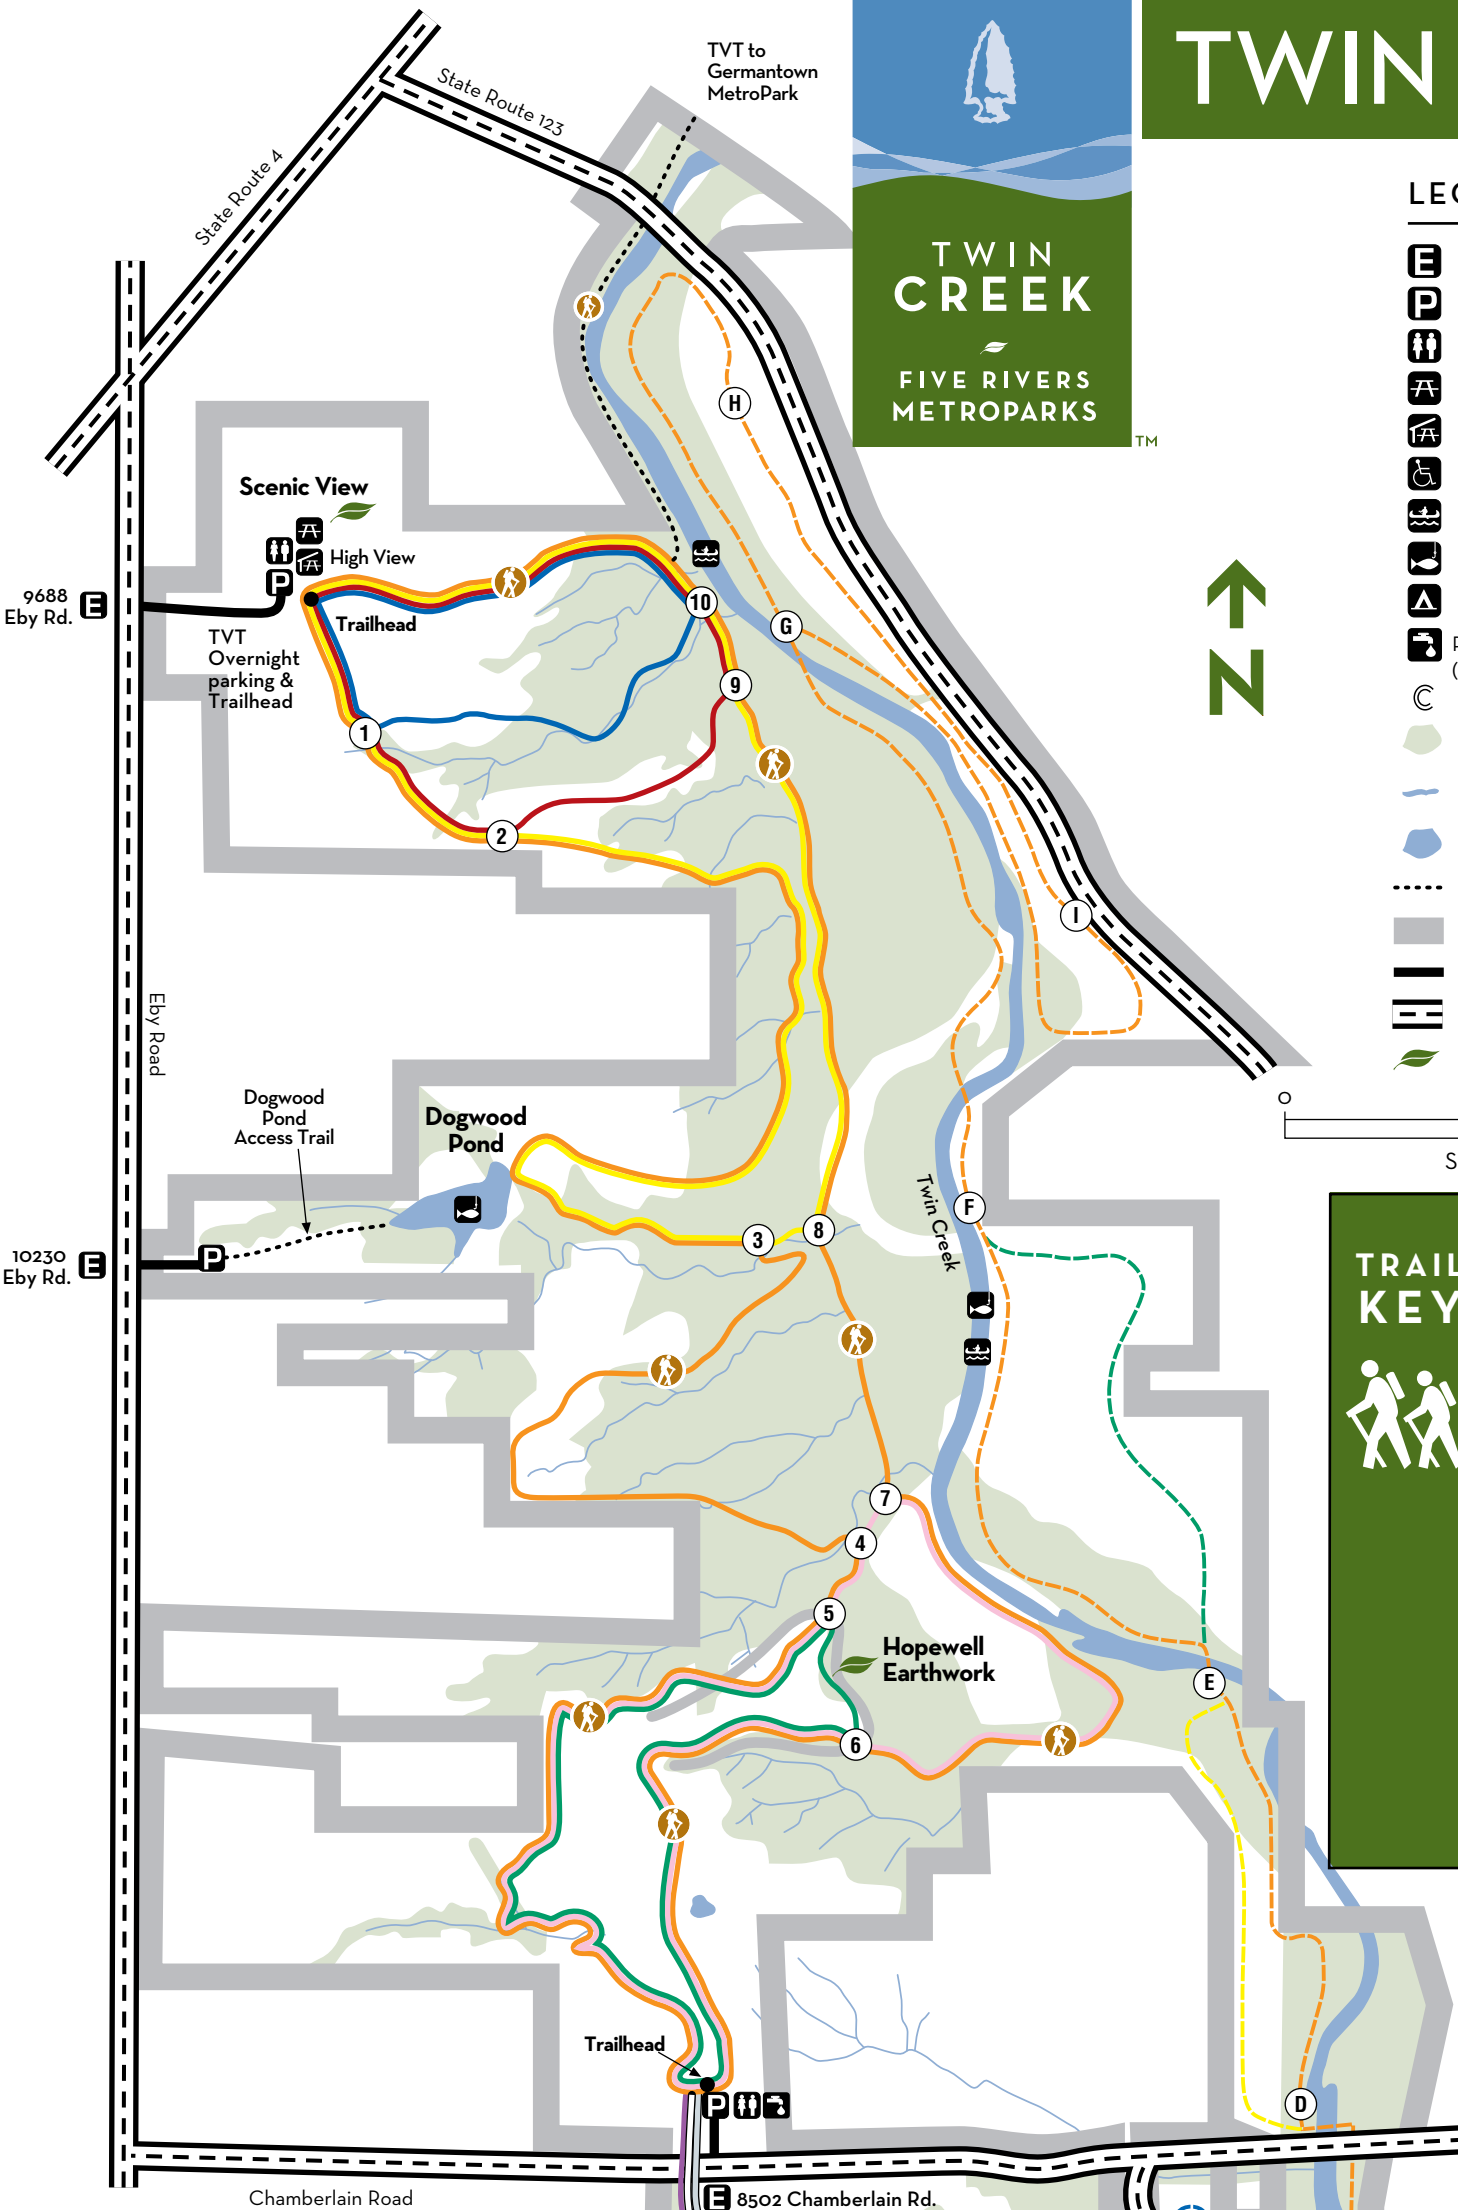 TWIN
TVT to
Germantown
MetroPark
State Route 123
State Route 4
TWIN
CREEK
FIVE RIVERS
METROPARKS
TM
E
P
H
Scenic View
High View
P
9688
Eby Rd.
E
Trailhead
TVT
Overnight
parking &
Trailhead
10
G
9
1
2
N
I
Eby Road
O
Dogwood
Pond
Access Trail
Dogwood
Pond
Twin Creek
F
8
3
10230
Eby Rd.
E
P
TRAIL
KEY
7
4
5
Hopewell
Earthwork
E
6
Trailhead
P
D
Chamberlain Road
E
8502 Chamberlain Rd.